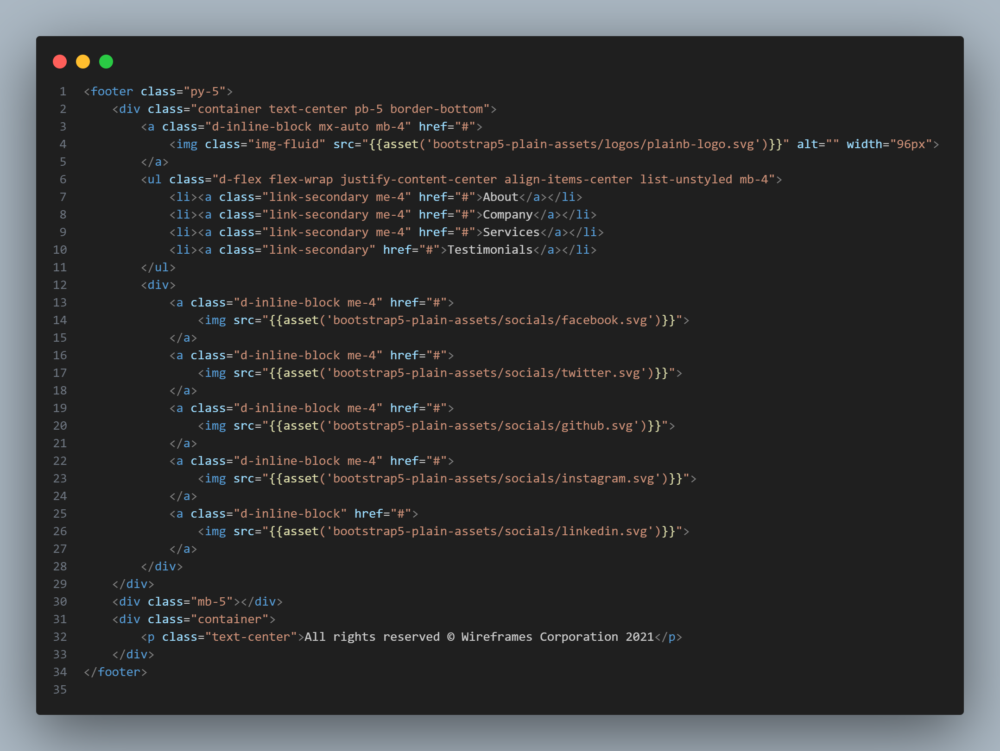 1 <footer class="py-5">
2     <div class="container text-center pb-5 border-bottom">
3         <a class="d-inline-block mx-auto mb-4" href="#">
4             <img class="img-fluid" src="{{asset('bootstrap5-plain-assets/logos/plainb-logo.svg')}}" alt="" width="96px">
5         </a>
6         <ul class="d-flex flex-wrap justify-content-center align-items-center list-unstyled mb-4">
7             <li><a class="link-secondary me-4" href="#">About</a></li>
8             <li><a class="link-secondary me-4" href="#">Company</a></li>
9             <li><a class="link-secondary me-4" href="#">Services</a></li>
10             <li><a class="link-secondary" href="#">Testimonials</a></li>
11         </ul>
12         <div>
13             <a class="d-inline-block me-4" href="#">
14                 <img src="{{asset('bootstrap5-plain-assets/socials/facebook.svg')}}">
15             </a>
16             <a class="d-inline-block me-4" href="#">
17                 <img src="{{asset('bootstrap5-plain-assets/socials/twitter.svg')}}">
18             </a>
19             <a class="d-inline-block me-4" href="#">
20                 <img src="{{asset('bootstrap5-plain-assets/socials/github.svg')}}">
21             </a>
22             <a class="d-inline-block me-4" href="#">
23                 <img src="{{asset('bootstrap5-plain-assets/socials/instagram.svg')}}">
24             </a>
25             <a class="d-inline-block" href="#">
26                 <img src="{{asset('bootstrap5-plain-assets/socials/linkedin.svg')}}">
27             </a>
28         </div>
29     </div>
30     <div class="mb-5"></div>
31     <div class="container">
32         <p class="text-center">All rights reserved © Wireframes Corporation 2021</p>
33     </div>
34 </footer>
35